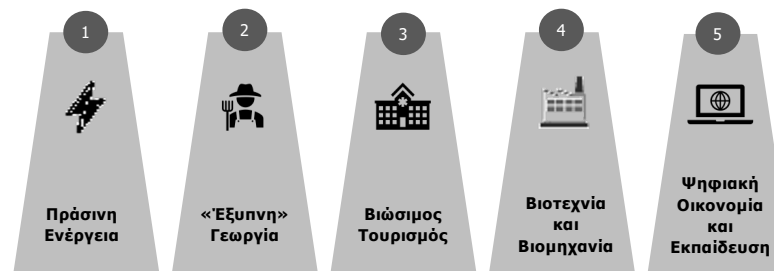 1
Πράσινη
Ενέργεια
2
«Έξυπνη»
Γεωργία
3
Βιώσιμος
Τουρισμός
4
Βιοτεχνία
και
Βιομηχανία
5
Ψηφιακή
Οικονομία
και
Εκπαίδευση